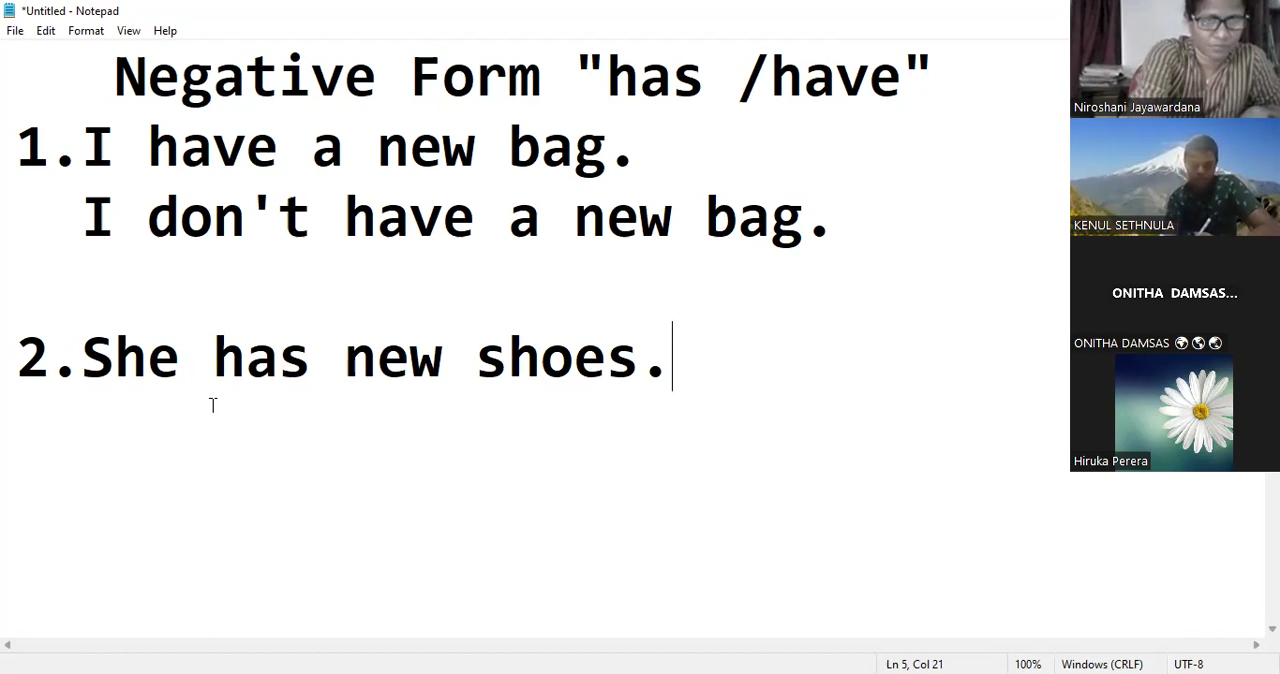 *Untitled - Notepad
File Edit Format View Help
Negative Form "has /have"
1.I have a new bag.
I don't have a new bag.
2.She has new shoes.
Niroshani Jayawardana
KENUL SETHNULA
ONITHA DAMSAS...
ONITHA DAMSAS
Hiruka Perera
Ln 5, Col 21 100% Windows (CRLF) UTF-8